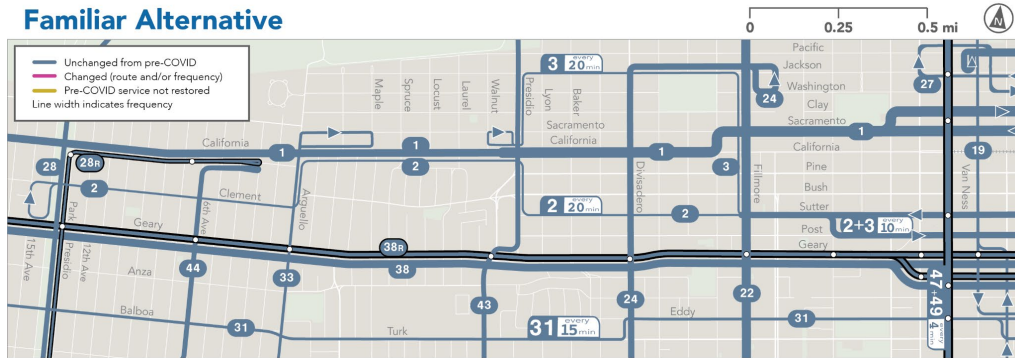 Familiar Alternative
0 0.25 0.5 mi
N
Unchanged from pre-COVID
Changed (route and/or frequency)
Pre-COVID service not restored
Line width indicates frequency
Pacific
Jackson
Washington
Clay
Sacramento
California
Pine
Bush
Sutter
Post
Geary
3 every 20 min
24
27
1
19
Maple
Spruce
Locust
Laurel
Walnut
Presidio
Lyon
Baker
Sacramento
California
California
1
1
2
1
3
28
28R
2
Clement
Arguello
6th Ave
Divisadero
Fillmore
Van Ness
2 every 20 min
2
2+3 every 10 min
Geary
Park Presidio
15th Ave
12th Ave
38R
38
44
33
43
24
22
47+49 every 4 min
Anza
Balboa
31
Turk
31 every 15 min
Eddy
31